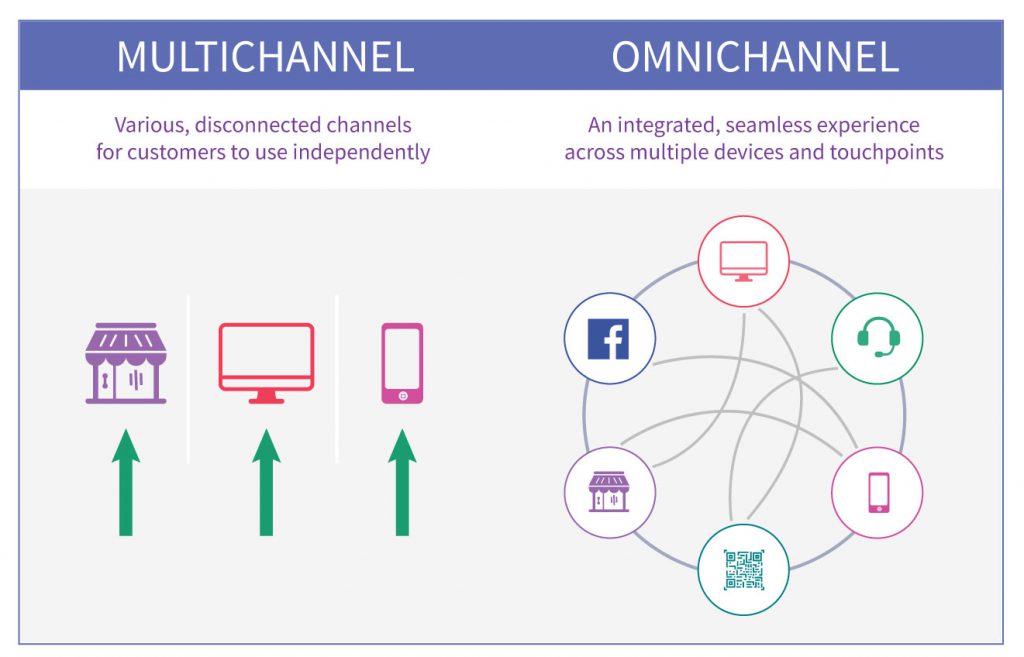 MULTICHANNEL
Various, disconnected channels
for customers to use independently
OMNICHANNEL
An integrated, seamless experience
across multiple devices and touchpoints